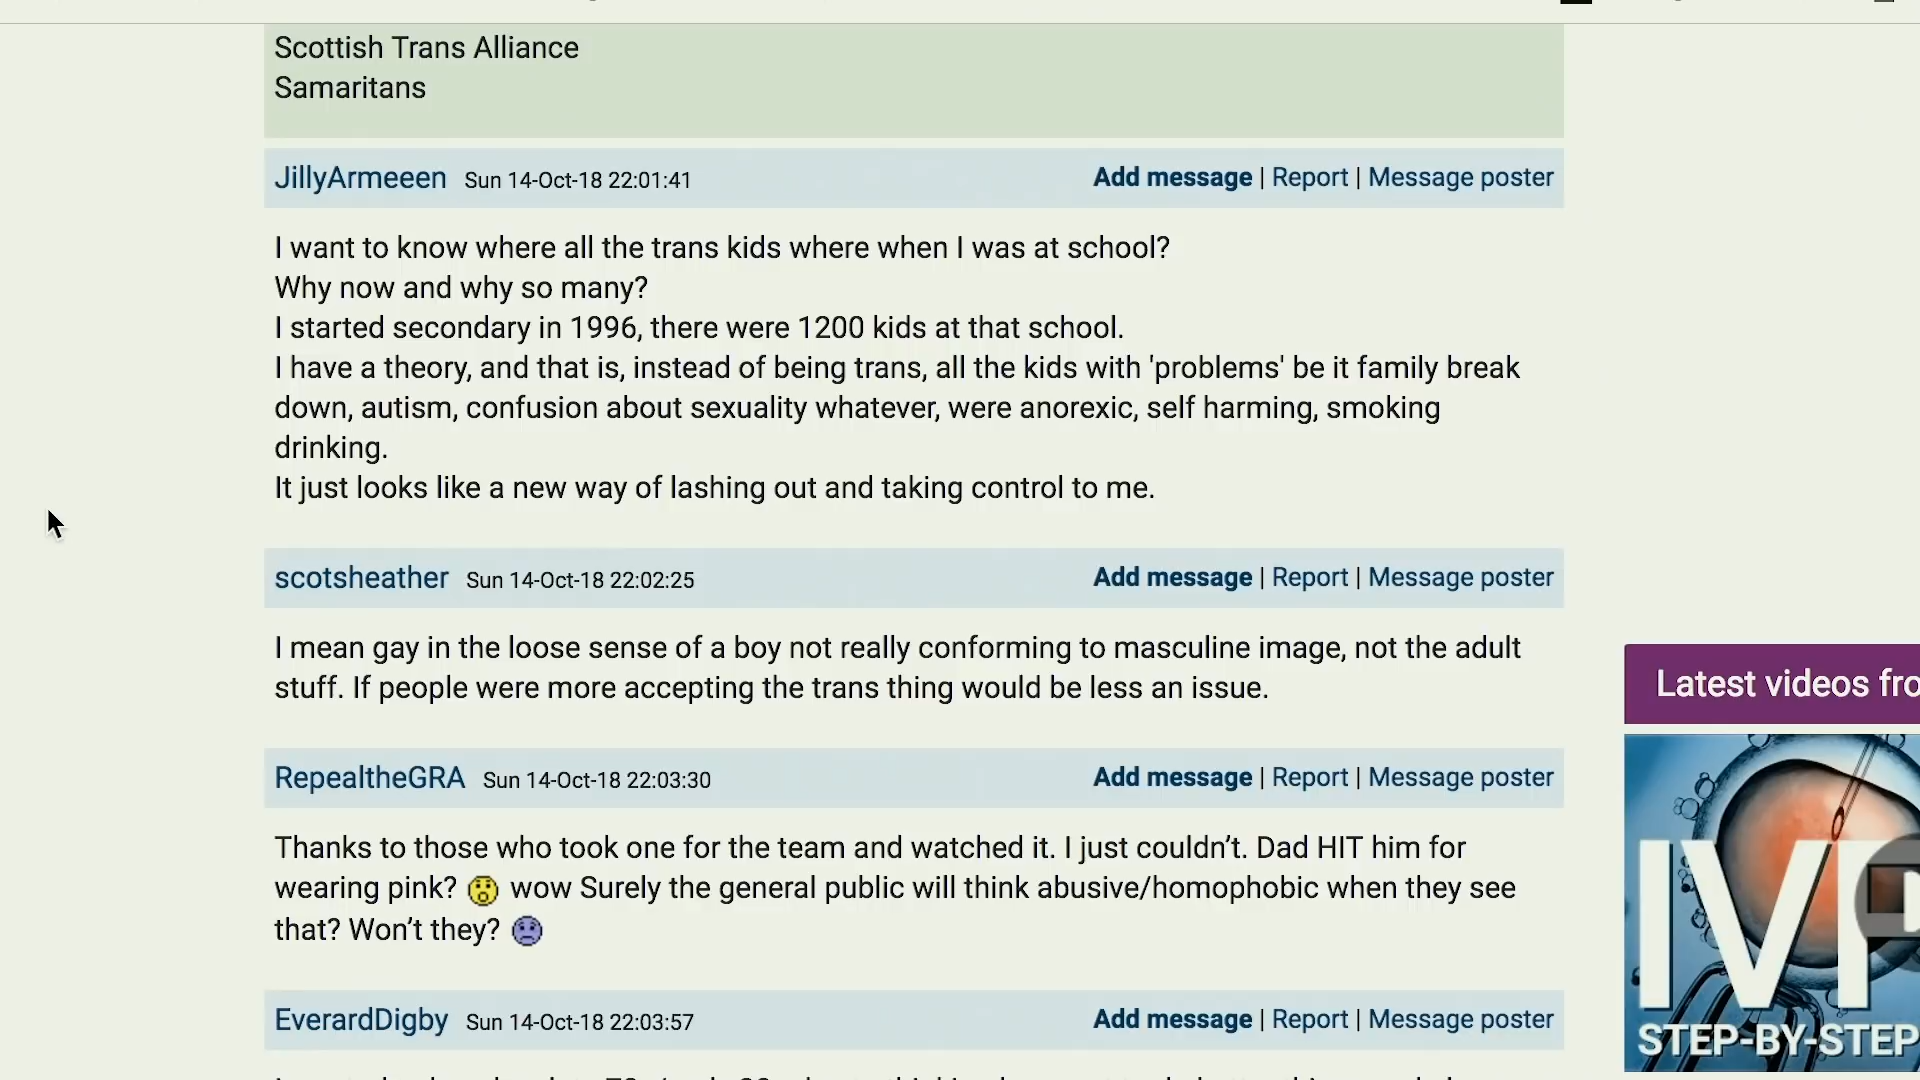 Scottish Trans Alliance
Samaritans
JillyArmeeen Sun 14-Oct-18 22:01:41 Add message | Report | Message poster
I want to know where all the trans kids where when I was at school?
Why now and why so many?
I started secondary in 1996, there were 1200 kids at that school.
I have a theory, and that is, instead of being trans, all the kids with 'problems' be it family break
down, autism, confusion about sexuality whatever, were anorexic, self harming, smoking
drinking.
It just looks like a new way of lashing out and taking control to me.
scotsheather Sun 14-Oct-18 22:02:25 Add message | Report | Message poster
I mean gay in the loose sense of a boy not really conforming to masculine image, not the adult
stuff. If people were more accepting the trans thing would be less an issue.
Latest videos fro
RepealtheGRA Sun 14-Oct-18 22:03:30 Add message | Report | Message poster
Thanks to those who took one for the team and watched it. I just couldn't. Dad HIT him for
wearing pink? wow Surely the general public will think abusive/homophobic when they see
that? Won't they?
IVF
STEP-BY-STEP
EverardDigby Sun 14-Oct-18 22:03:57 Add message | Report | Message poster